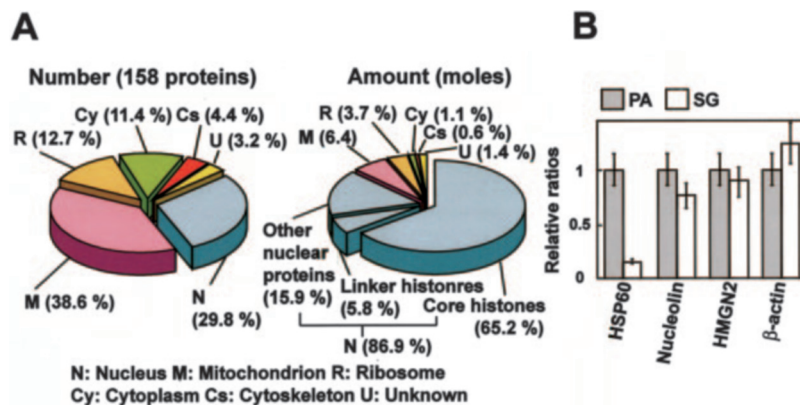 A
Number (158 proteins)
Cy (11.4 %)
Cs (4.4 %)
R (12.7 %)
U (3.2 %)
M (38.6 %)
N
(29.8 %)
Amount (moles)
R (3.7 %)
Cy (1.1 %)
M (6.4)
Cs (0.6 %)
U (1.4 %)
Other
nuclear
proteins)
(15.9 %)
Linker histonres
(5.8 %)
Core histones
(65.2 %)
N (86.9 %)
N: Nucleus M: Mitochondrion R: Ribosome
Cy: Cytoplasm Cs: Cytoskeleton U: Unknown
B
PA
SG
Relative ratios
1
0.5
0
HSP60
Nucleolin
HMGN2
β-actin